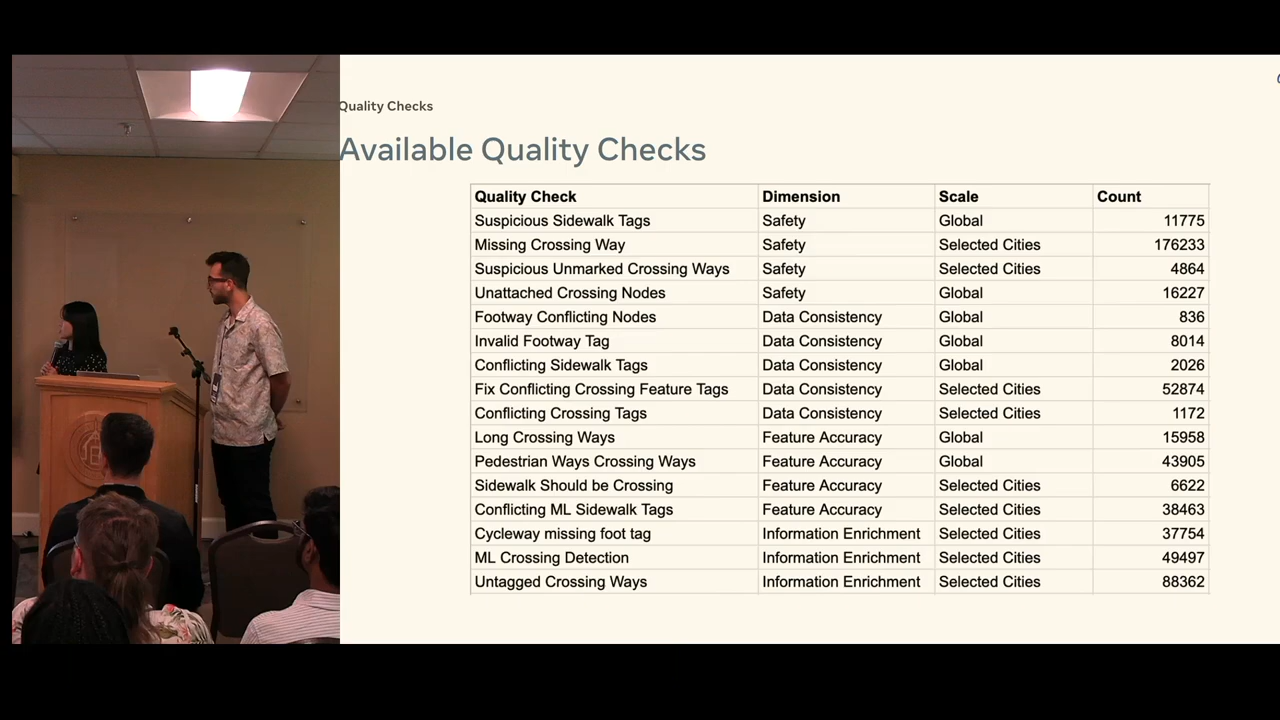 Quality Checks
Available Quality Checks
Quality Check Dimension Scale Count
Suspicious Sidewalk Tags Safety Global 11775
Missing Crossing Way Safety Selected Cities 176233
Suspicious Unmarked Crossing Ways Safety Selected Cities 4864
Unattached Crossing Nodes Safety Global 16227
Footway Conflicting Nodes Data Consistency Global 836
Invalid Footway Tag Data Consistency Global 8014
Conflicting Sidewalk Tags Data Consistency Global 2026
Fix Conflicting Crossing Feature Tags Data Consistency Selected Cities 52874
Conflicting Crossing Tags Data Consistency Selected Cities 1172
Long Crossing Ways Feature Accuracy Global 15958
Pedestrian Ways Crossing Ways Feature Accuracy Global 43905
Sidewalk Should be Crossing Feature Accuracy Selected Cities 6622
Conflicting ML Sidewalk Tags Feature Accuracy Selected Cities 38463
Cycleway missing foot tag Information Enrichment Selected Cities 37754
ML Crossing Detection Information Enrichment Selected Cities 49497
Untagged Crossing Ways Information Enrichment Selected Cities 88362